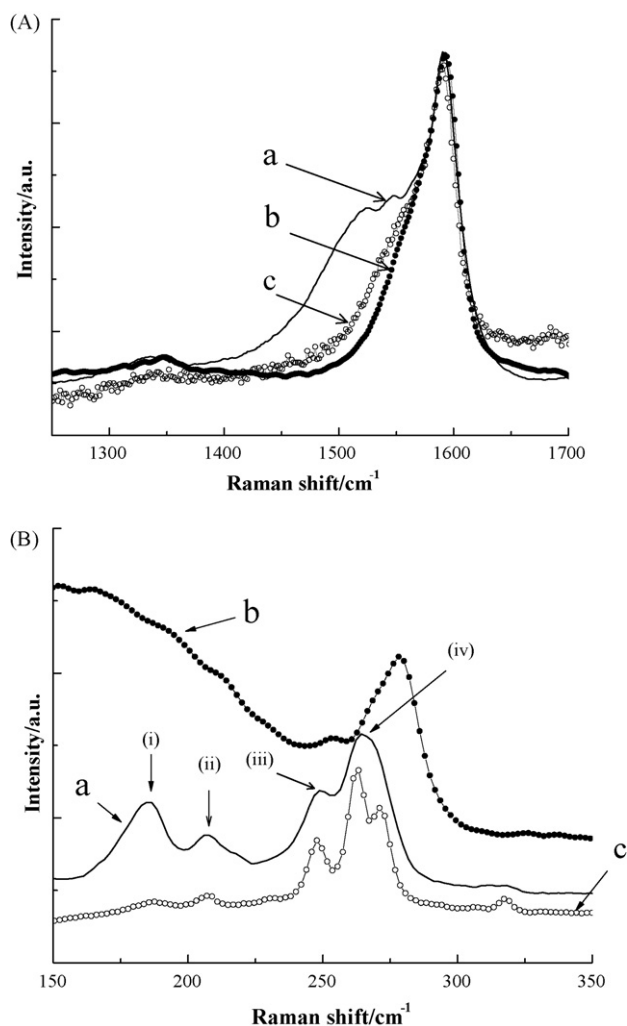 (A)
a
b
c
Intensity/a.u.
1300 1400 1500 1600 1700
Raman shift/cm-1
(B)
b
(iv)
(i)
(ii)
(iii)
a
c
Intensity/a.u.
150 200 250 300 350
Raman shift/cm-1